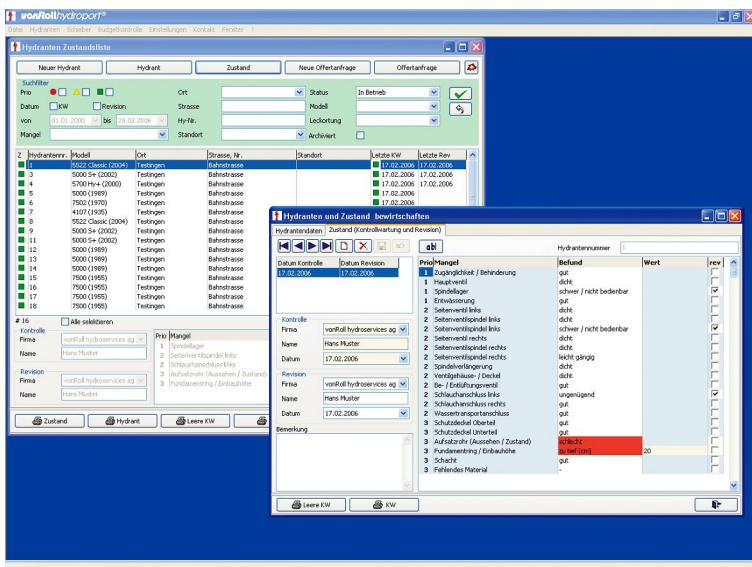 vonRoll/hydroport®
Datei Hydranten Schieber Budgetkontrolle Einstellungen Kontakt Fenster ?
Hydranten Zustandsliste
Neuer Hydrant Hydrant Zustand Neue Offertanfrage Offertanfrage
Suchfilter
Prio Ort Status In Betrieb
Datum KW Revision Strasse Modell
von 01.01.2000 bis 28.02.2006 Hy-Nr. Leckortung
Mangel Standort Archiviert
Z Hydrantennr. Modell Ort Strasse, Nr. Standort Letzte KW Letzte Rev
1 5522 Classic (2004) Testingen Bahnstrasse 17.02.2006 17.02.2006
3 5000 S+ (2002) Testingen Bahnstrasse 17.02.2006 17.02.2006
4 5700 Hy+ (2000) Testingen Bahnstrasse 17.02.2006 17.02.2006
5 5000 (1989) Testingen Bahnstrasse 17.02.2006
6 7502 (1970) Testingen Bahnstrasse 17.02.2006
7 4107 (1935) Testingen Bahnstrasse
8 5522 Classic (2004) Testingen Bahnstrasse
9 5000 S+ (2002) Testingen Bahnstrasse
11 5000 S+ (2002) Testingen Bahnstrasse
12 5000 (1989) Testingen Bahnstrasse
13 5000 (1989) Testingen Bahnstrasse
14 5000 (1989) Testingen Bahnstrasse
15 7500 (1955) Testingen Bahnstrasse
16 7500 (1955) Testingen Bahnstrasse
17 7500 (1955) Testingen Bahnstrasse
18 7500 (1955) Testingen Bahnstrasse
# 16 Alle selektieren
Kontrolle
Firma vonRoll hydroservices ag
Name Hans Muster
Revision
Firma vonRoll hydroservices ag
Name Hans Muster
Prio Mangel
1 Spindellager
2 Seitenventilspindel links
2 Schlauchanschluss links
3 Aufsatzrohr (Aussehen / Zustand)
3 Fundamentring / Einbauhöhe
Zustand Hydrant Leere KW
Hydranten und Zustand bewirtschaften
Hydrantendaten Zustand (Kontrollwartung und Revision)
abl Hydrantennummer 1
Datum Kontrolle Datum Revision
17.02.2006 17.02.2006
Kontrolle
Firma vonRoll hydroservices ag
Name Hans Muster
Datum 17.02.2006
Revision
Firma vonRoll hydroservices ag
Name Hans Muster
Datum 17.02.2006
Bemerkung
Prio Mangel Befund Wert rev
1 Zugänglichkeit / Behinderung gut
1 Hauptventil dicht
1 Spindellager schwer / nicht bedienbar
1 Entwässerung gut
2 Seitenventil links dicht
2 Seitenventilspindel links dicht
2 Seitenventilspindel links schwer / nicht bedienbar
2 Seitenventil rechts dicht
2 Seitenventilspindel rechts dicht
2 Seitenventilspindel rechts leicht gängig
2 Spindelverlängerung dicht
2 Ventilgehäuse- / Deckel dicht
2 Be- / Entlüftungsventil gut
2 Schlauchanschluss links ungenügend
2 Schlauchanschluss rechts gut
2 Wassertransportanschluss gut
3 Schutzdeckel Oberteil gut
3 Schutzdeckel Unterteil gut
3 Aufsatzrohr (Aussehen / Zustand) schlecht
3 Fundamentring / Einbauhöhe zu tief [cm] 20
3 Schacht gut
3 Fehlendes Material -
Leere KW KW